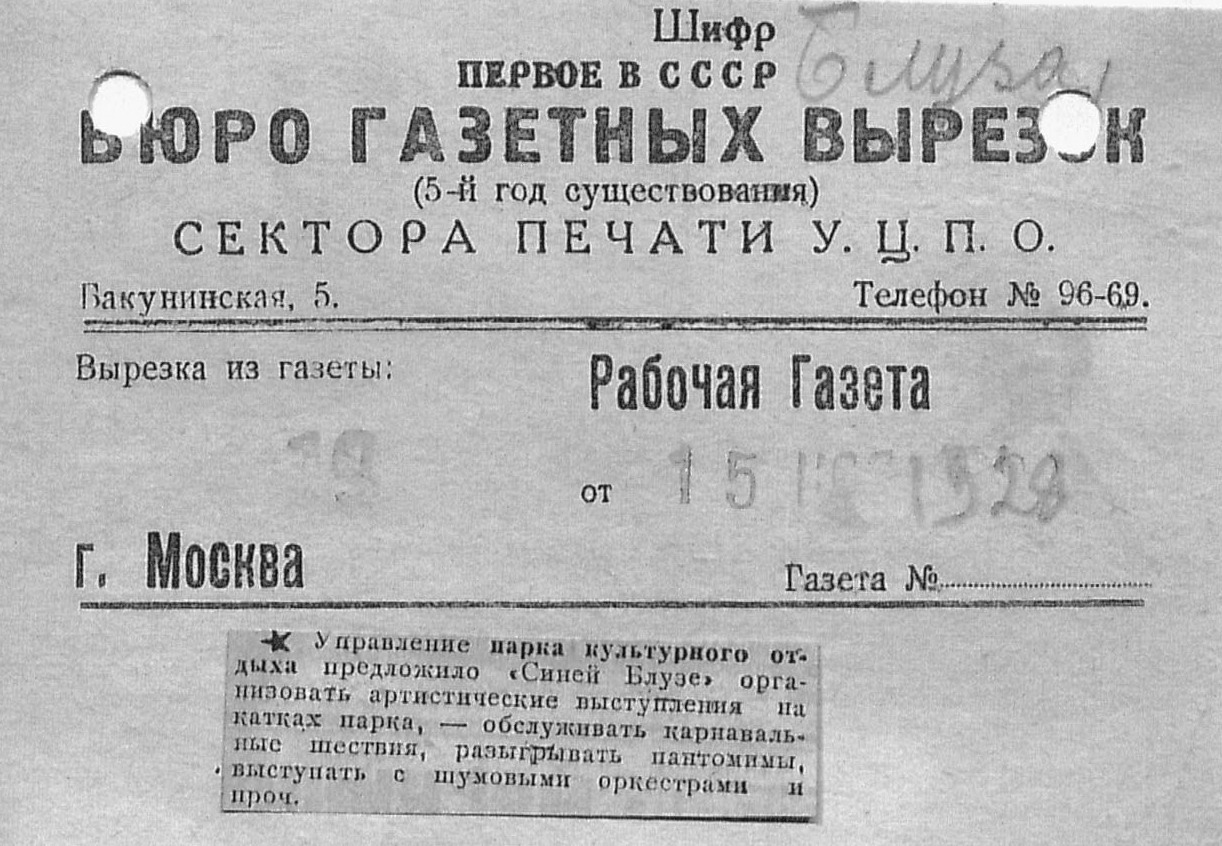 Шифр Блуза
ПЕРВОЕ В СССР
БЮРО ГАЗЕТНЫХ ВЫРЕЗОК
(5-й год существования)
СЕКТОРА ПЕЧАТИ У. Ц. П. О.
Бакунинская, 5. Телефон № 96-69.
Вырезка из газеты: Рабочая Газета
от 15 1928
г. Москва Газета №
★ Управление парка культурного от-
дыха предложило «Синей Блузе» орга-
низовать артистические выступления на
катках парка, — обслуживать карнаваль-
ные шествия, разыгрывать пантомимы,
выступать с шумовыми оркестрами и
проч.